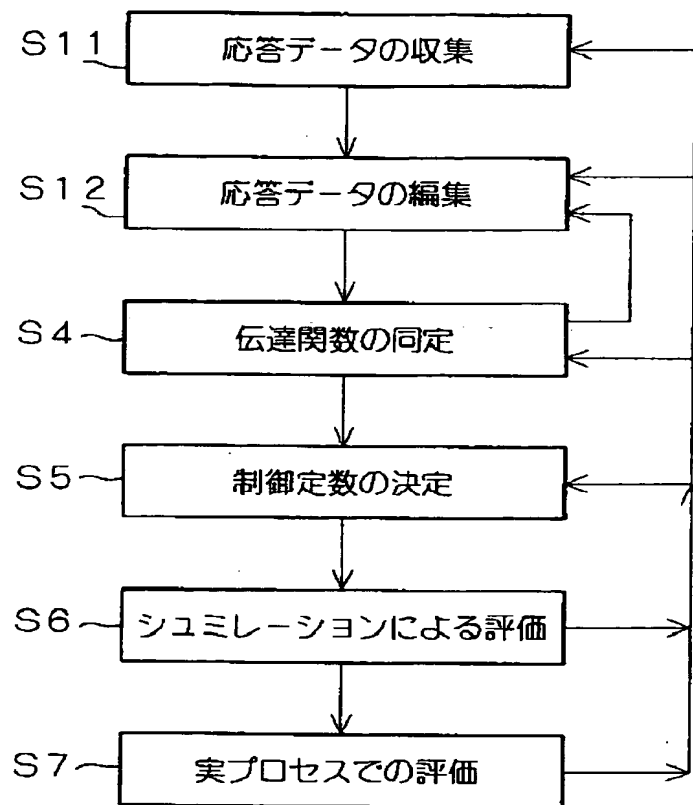 S11 応答データの収集
S12 応答データの編集
S4 伝達関数の同定
S5 制御定数の決定
S6 シュミレーションによる評価
S7 実プロセスでの評価